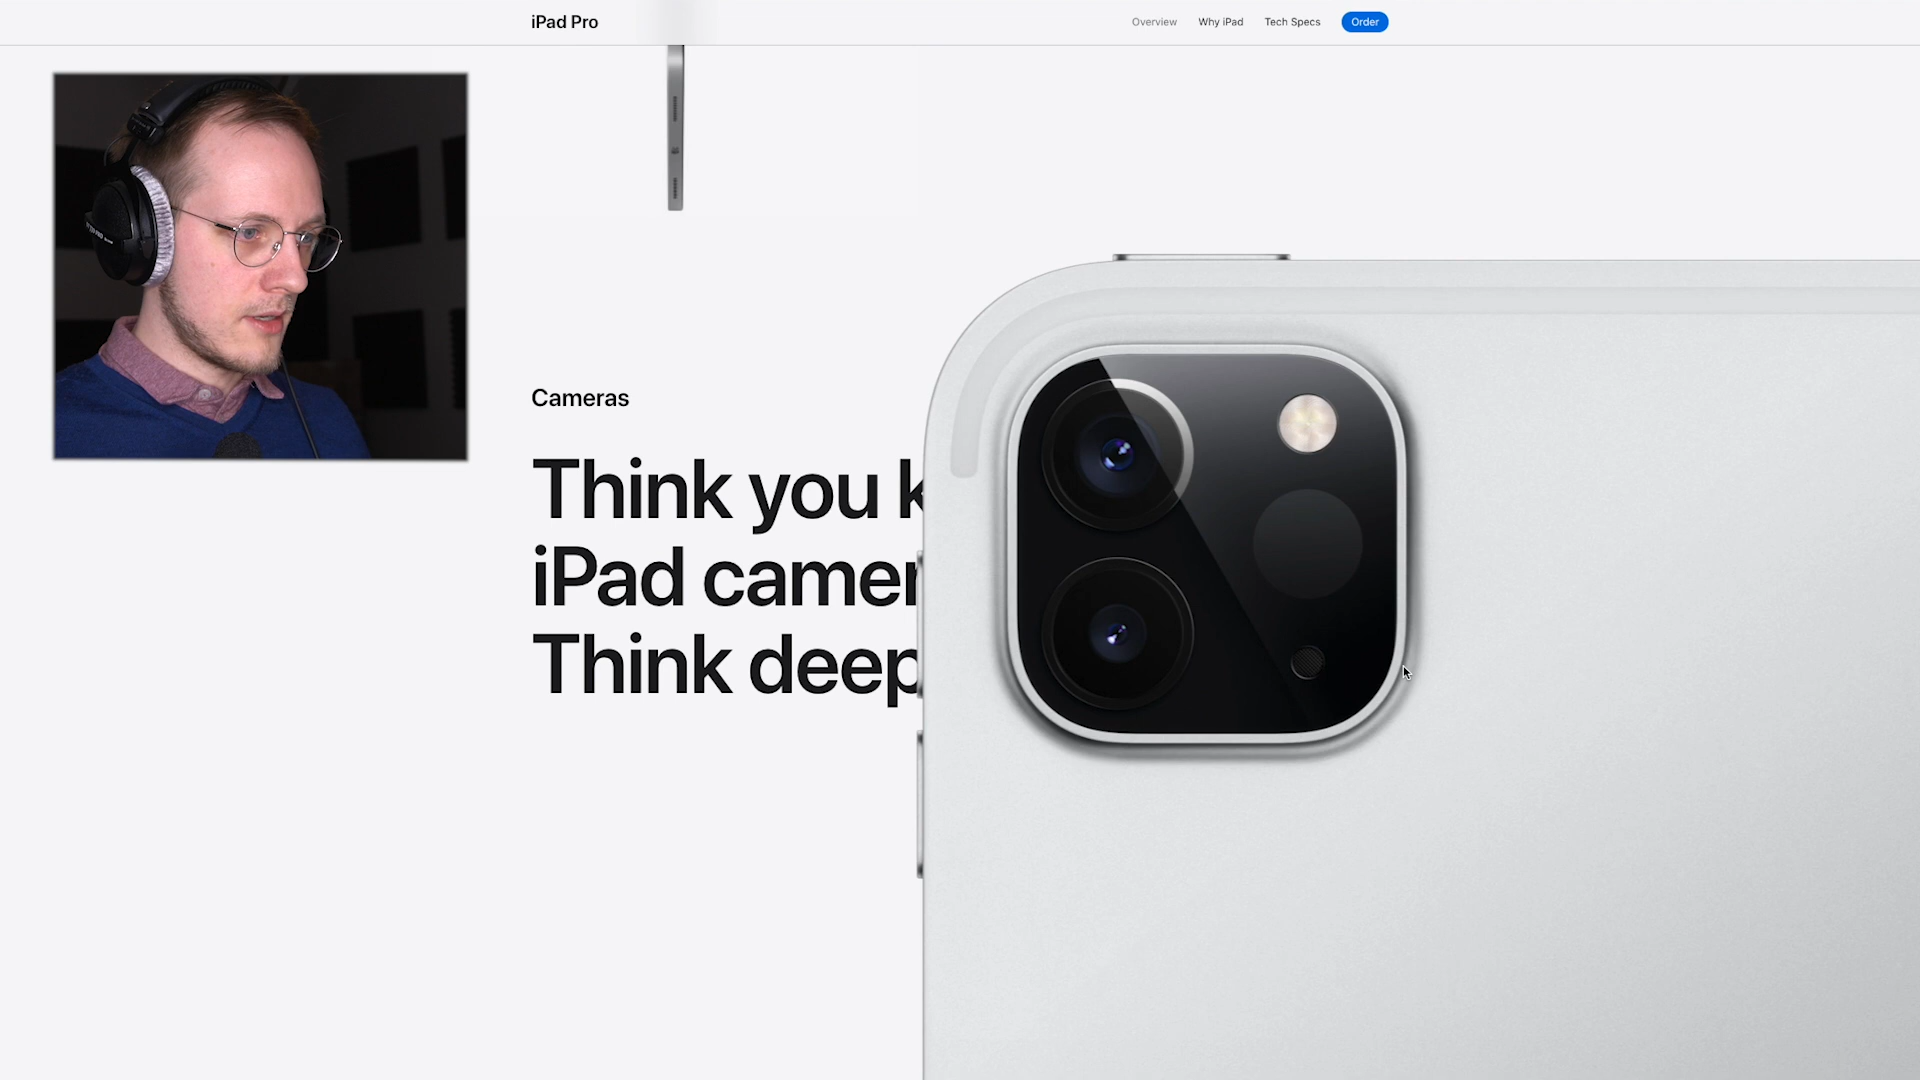 iPad Pro
Overview
Why iPad
Tech Specs
Order
Cameras
Think you k
iPad camer
Think deep